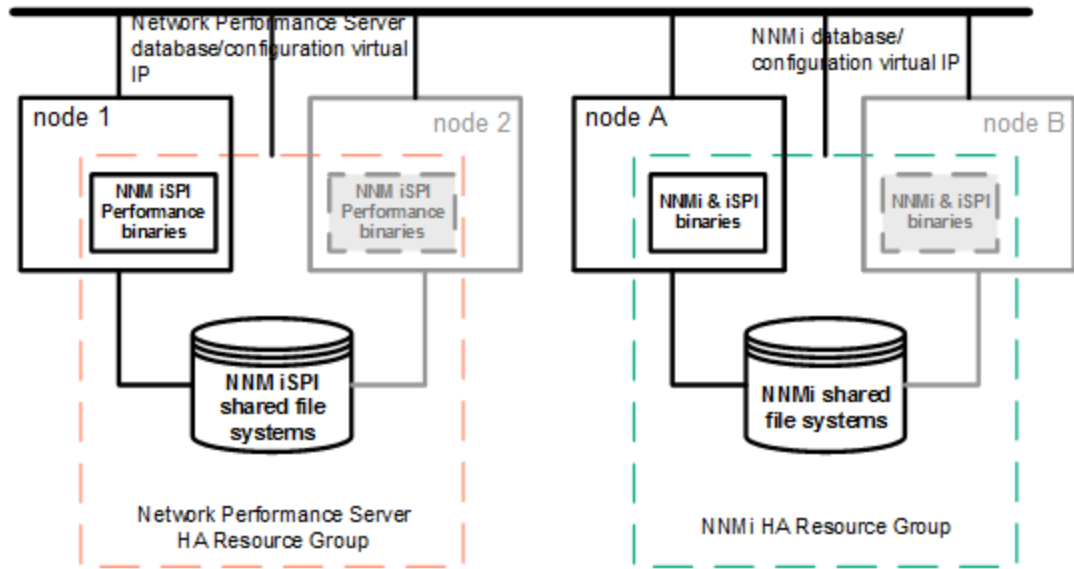 Network Performance Server
database/configuration virtual
IP
NNMi database/
configuration virtual IP
node 1
node 2
node A
node B
NNM iSPI
Performance
binaries
NNM iSPI
Performance
binaries
NNMi & iSPI
binaries
NNMi & iSPI
binaries
NNM iSPI
shared file
systems
NNMi shared
file systems
Network Performance Server
HA Resource Group
NNMi HA Resource Group